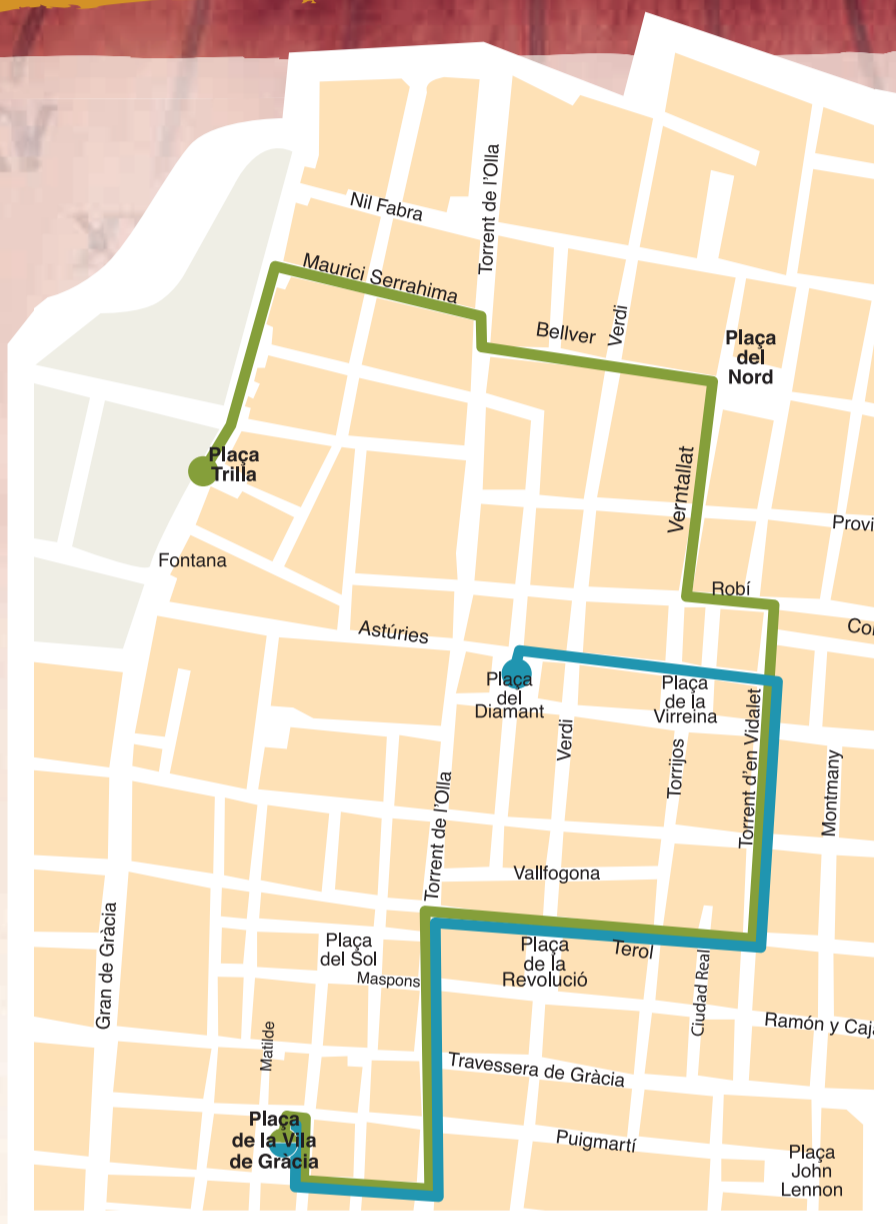 Nil Fabra
Torrent de l'Olla
Maurici Serrahima
Bellver
Verdi
Plaça
del
Nord
Plaça
Trilla
Verntallat
Provi
Fontana
Robí
Astúries
Co
Plaça
del
Diamant
Plaça
de la
Virreina
Verdi
Torrijos
Torrent d'en Vidalet
Montmany
Torrent de l'Olla
Vallfogona
Gran de Gràcia
Plaça
del Sol
Maspons
Plaça
de la
Revolució
Terol
Ciudad Real
Ramón y Caj
Matilde
Travessera de Gràcia
Plaça
de la Vila
de Gràcia
Puigmartí
Plaça
John
Lennon